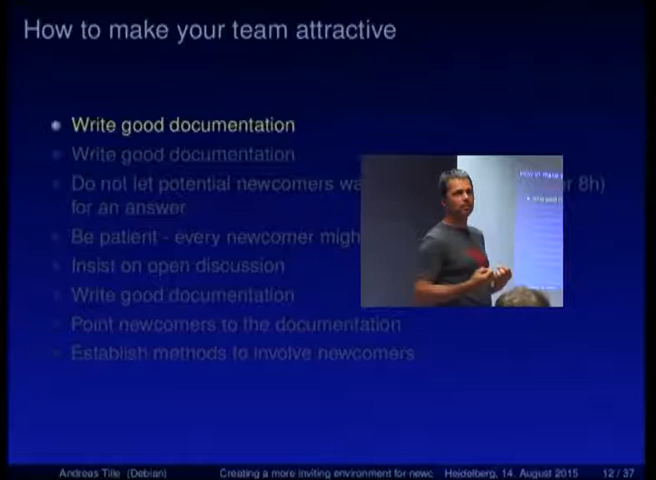 How to make your team attractive
Write good documentation
Write good documentation
Do not let potential newcomers wa
r 8h)
for an answer
Be patient - every newcomer migh
Insist on open discussion
Write good documentation
Point newcomers to the documentation
Establish methods to involve newcomers
Andreas Tille (Debian) Creating a more inviting environment for newc Heidelberg, 14. August 2015 12 / 37